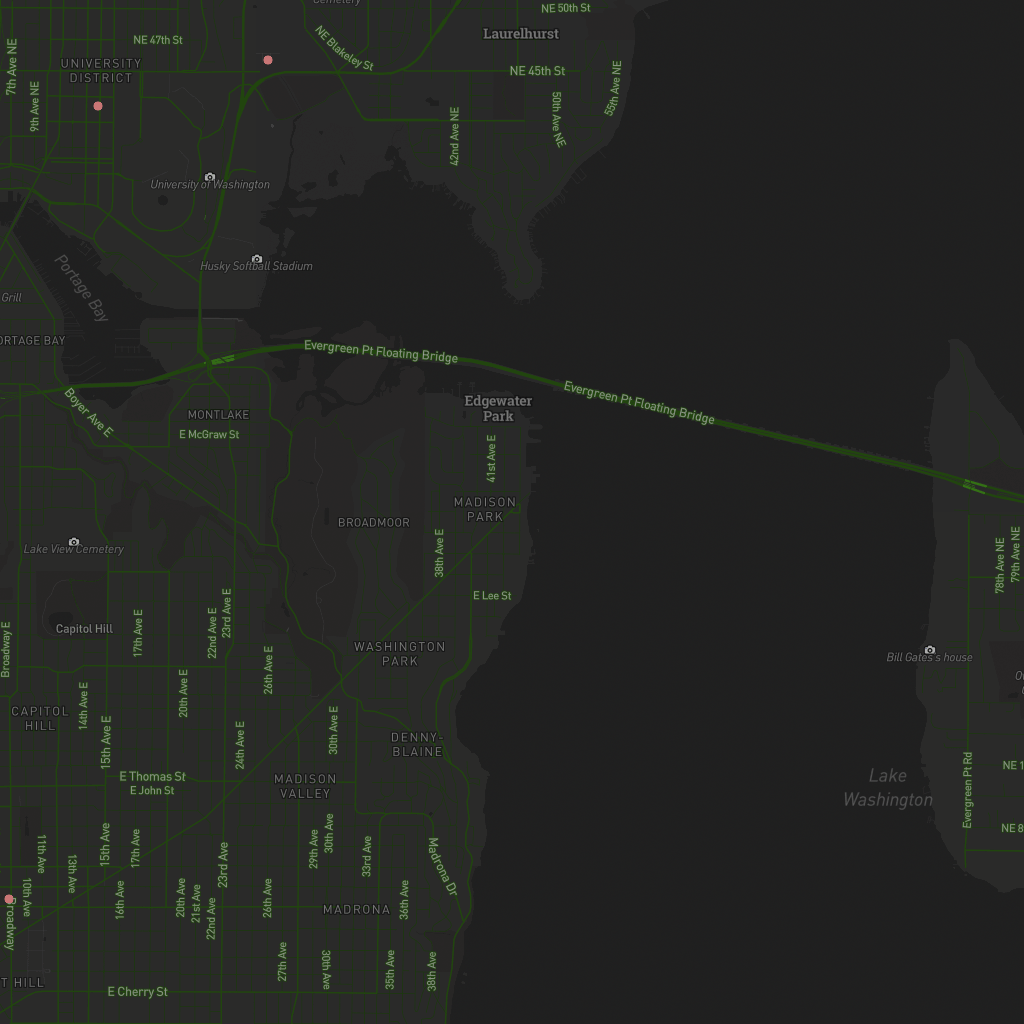 Cemetery
NE 50th St
Laurelhurst
NE 47th St
NE Blakeley St
7th Ave NE
UNIVERSITY
DISTRICT
NE 45th St
55th Ave NE
9th Ave NE
50th Ave NE
42nd Ave NE
University of Washington
Husky Softball Stadium
Portage Bay
Grill
ORTAGE BAY
Evergreen Pt Floating Bridge
Evergreen Pt Floating Bridge
Boyer Ave E
Edgewater
Park
MONTLAKE
E McGraw St
41st Ave E
MADISON
PARK
BROADMOOR
38th Ave E
Lake View Cemetery
78th Ave NE
79th Ave NE
E Lee St
Broadway E
Capitol Hill
17th Ave E
22nd Ave E
23rd Ave E
WASHINGTON
PARK
Bill Gates s house
26th Ave E
20th Ave E
14th Ave E
CAPITOL
HILL
15th Ave E
24th Ave E
30th Ave E
DENNY-
BLAINE
E Thomas St
E John St
MADISON
VALLEY
Lake
Washington
Evergreen Pt Rd
NE 1
NE 8
11th Ave
15th Ave
17th Ave
13th Ave
23rd Ave
29th Ave
30th Ave
33rd Ave
Madrona Dr
10th Ave
16th Ave
20th Ave
21st Ave
22nd Ave
26th Ave
36th Ave
MADRONA
Broadway
27th Ave
30th Ave
35th Ave
38th Ave
T HILL
E Cherry St